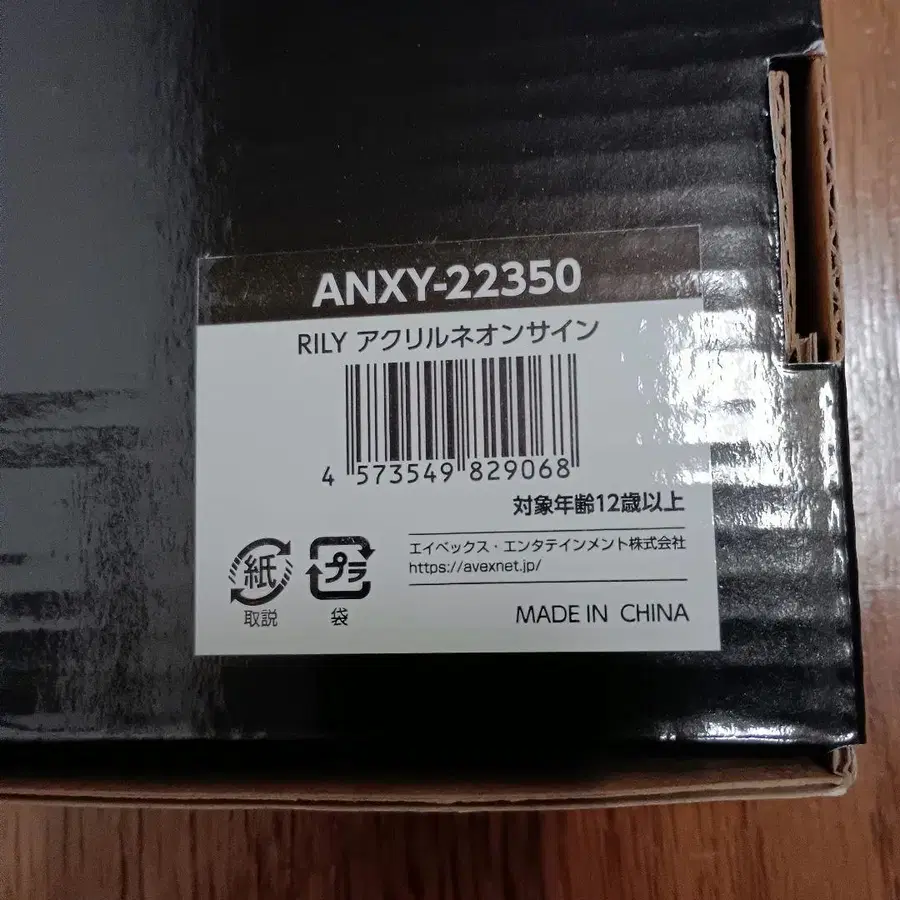 ANXY-22350
RILY アクリルネオンサイン
4 573549 829068
対象年齢12歳以上
エイベックス・エンタテインメント株式会社
https://avexnet.jp/
紙
プラ
取説
袋
MADE IN CHINA